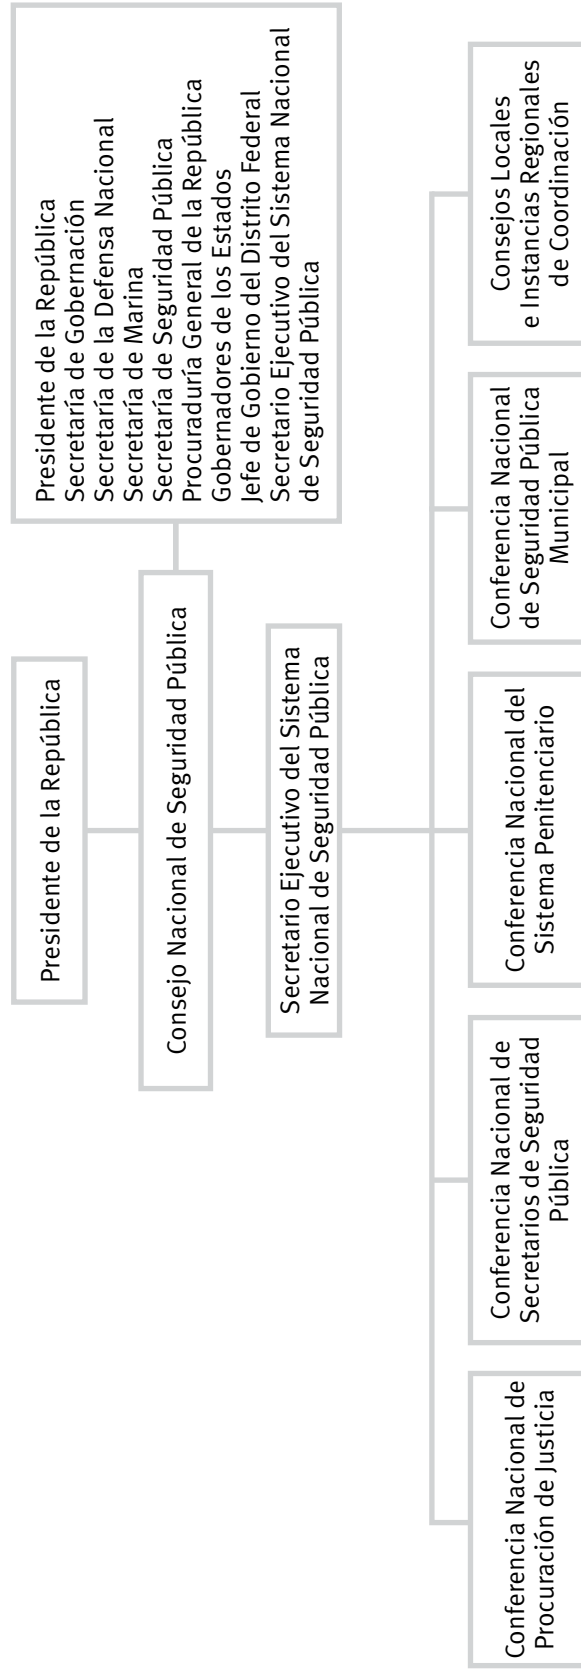 Presidente de la República
Consejo Nacional de Seguridad Pública
Presidente de la República
Secretaría de Gobernación
Secretaría de la Defensa Nacional
Secretaría de Marina
Secretaría de Seguridad Pública
Procuraduría General de la República
Gobernadores de los Estados
Jefe de Gobierno del Distrito Federal
Secretario Ejecutivo del Sistema Nacional
de Seguridad Pública
Secretario Ejecutivo del Sistema
Nacional de Seguridad Pública
Conferencia Nacional de
Procuración de Justicia
Conferencia Nacional de
Secretarios de Seguridad
Pública
Conferencia Nacional del
Sistema Penitenciario
Conferencia Nacional
de Seguridad Pública
Municipal
Consejos Locales
e Instancias Regionales
de Coordinación